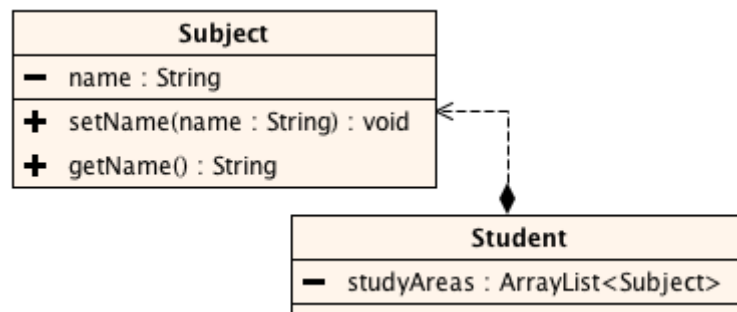 Subject
name : String
setName(name : String) : void
getName() : String
Student
studyAreas : ArrayList<Subject>